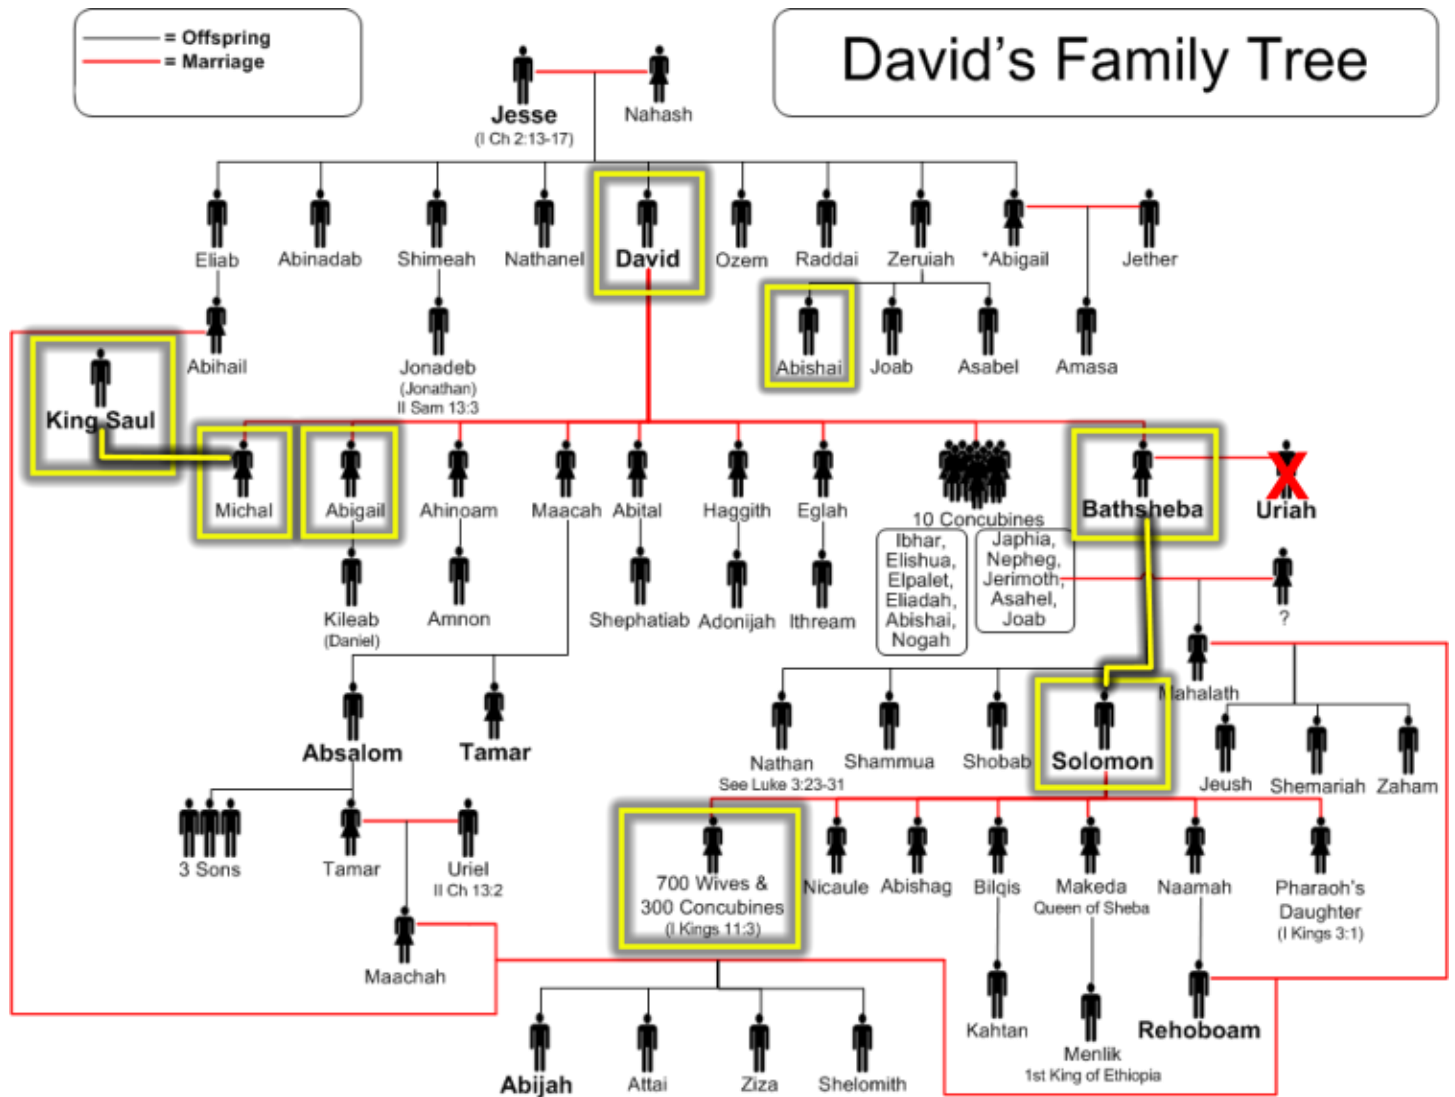 = Offspring
= Marriage
David's Family Tree
Jesse
(I Ch 2:13-17)
Nahash
Eliab
Abinadab
Shimeah
Nathanel
David
Ozem
Raddai
Zeruiah
*Abigail
Jether
Abihail
Jonadeb
(Jonathan)
II Sam 13:3
Abishai
Joab
Asabel
Amasa
King Saul
Michal
Abigail
Ahinoam
Maacah
Abital
Haggith
Eglah
10 Concubines
Bathsheba
Uriah
X
Ibhar,
Elishua,
Elpalet,
Eliadah,
Abishai,
Nogah
Japhia,
Nepheg,
Jerimoth,
Asahel,
Joab
?
Kileab
(Daniel)
Amnon
Shephatiab
Adonijah
Ithream
Mahalath
Absalom
Tamar
Nathan
See Luke 3:23-31
Shammua
Shobab
Solomon
Jeush
Shemariah
Zaham
3 Sons
Tamar
Uriel
II Ch 13:2
700 Wives &
300 Concubines
(I Kings 11:3)
Nicaule
Abishag
Bilqis
Makeda
Queen of Sheba
Naamah
Pharaoh's
Daughter
(I Kings 3:1)
Maachah
Kahtan
Menlik
1st King of Ethiopia
Rehoboam
Abijah
Attai
Ziza
Shelomith